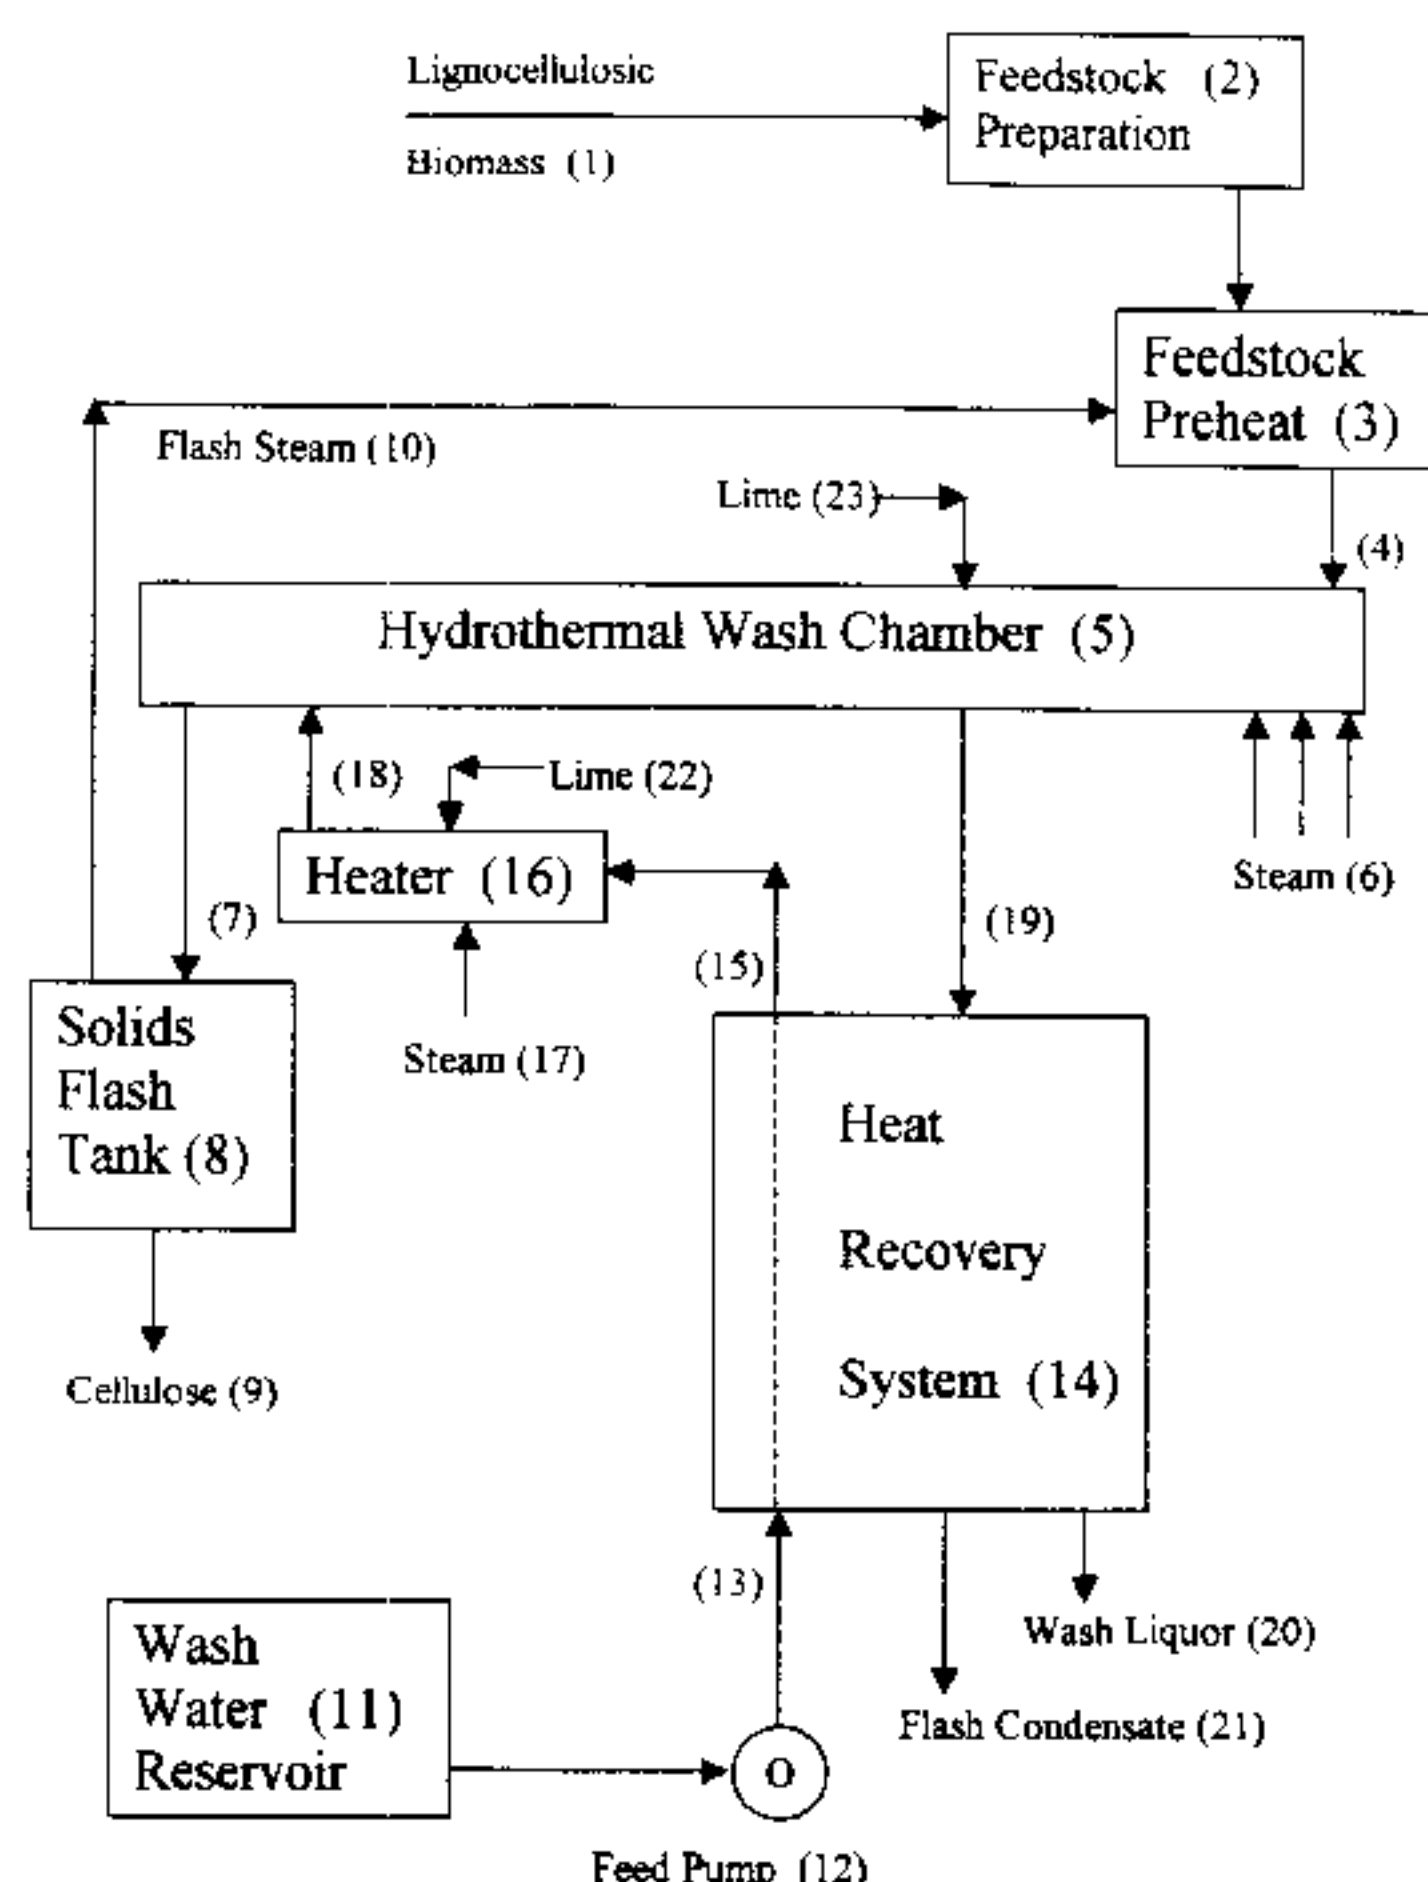 Lignocellulosic
Biomass (1)
Feedstock (2)
Preparation
Feedstock
Preheat (3)
Flash Steam (10)
Lime (23)
(4)
Hydrothermal Wash Chamber (5)
(18)
Lime (22)
Heater (16)
Steam (6)
(7)
(19)
(15)
Solids
Flash
Tank (8)
Steam (17)
Heat
Recovery
System (14)
Cellulose (9)
(13)
Wash Liquor (20)
Wash
Water (11)
Reservoir
Flash Condensate (21)
O
Feed Pump (12)